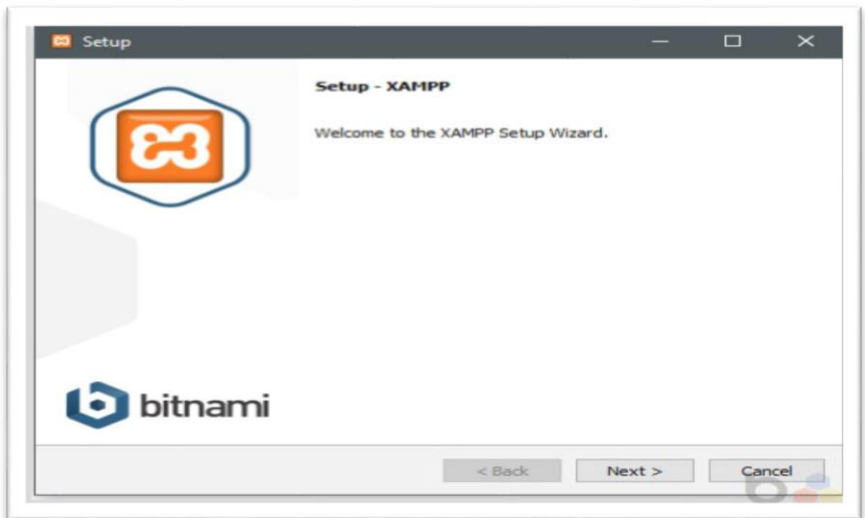 Setup
Setup - XAMPP
Welcome to the XAMPP Setup Wizard.
bitnami
< Back Next > Cancel
b